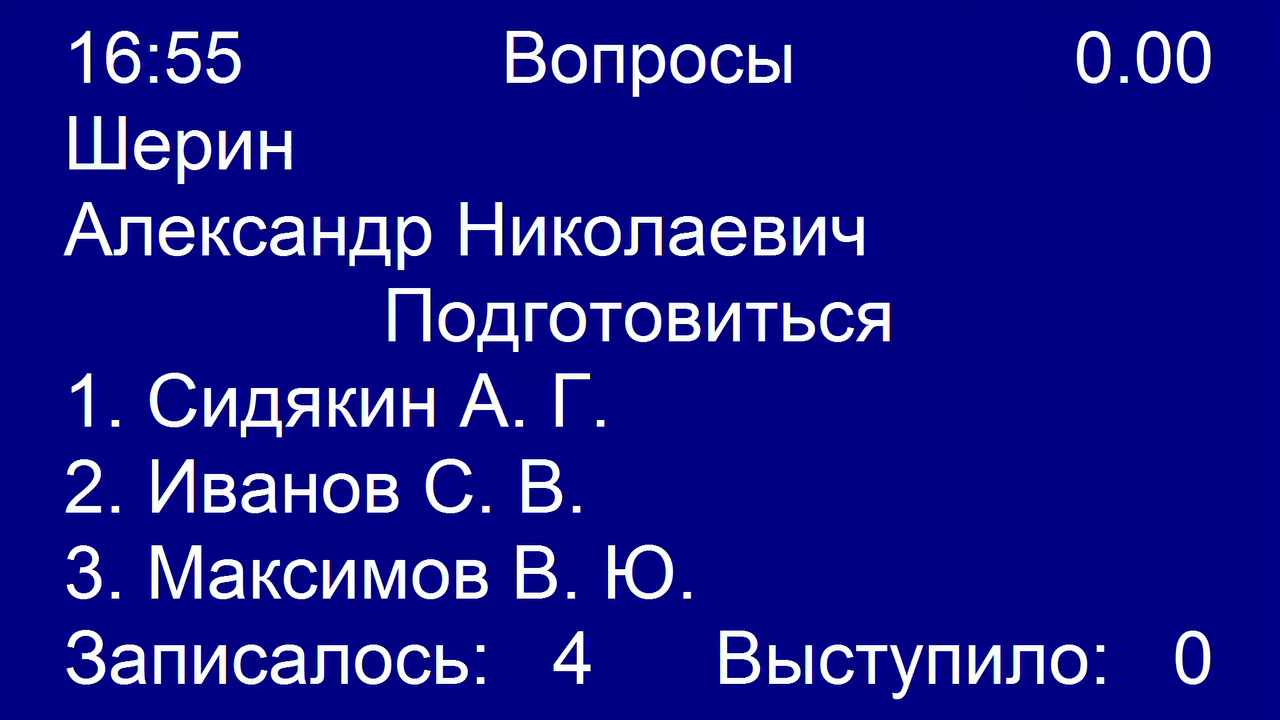 16:55 Вопросы 0.00
Шерин
Александр Николаевич
Подготовиться
1. Сидякин А. Г.
2. Иванов С. В.
3. Максимов В. Ю.
Записалось: 4 Выступило: 0